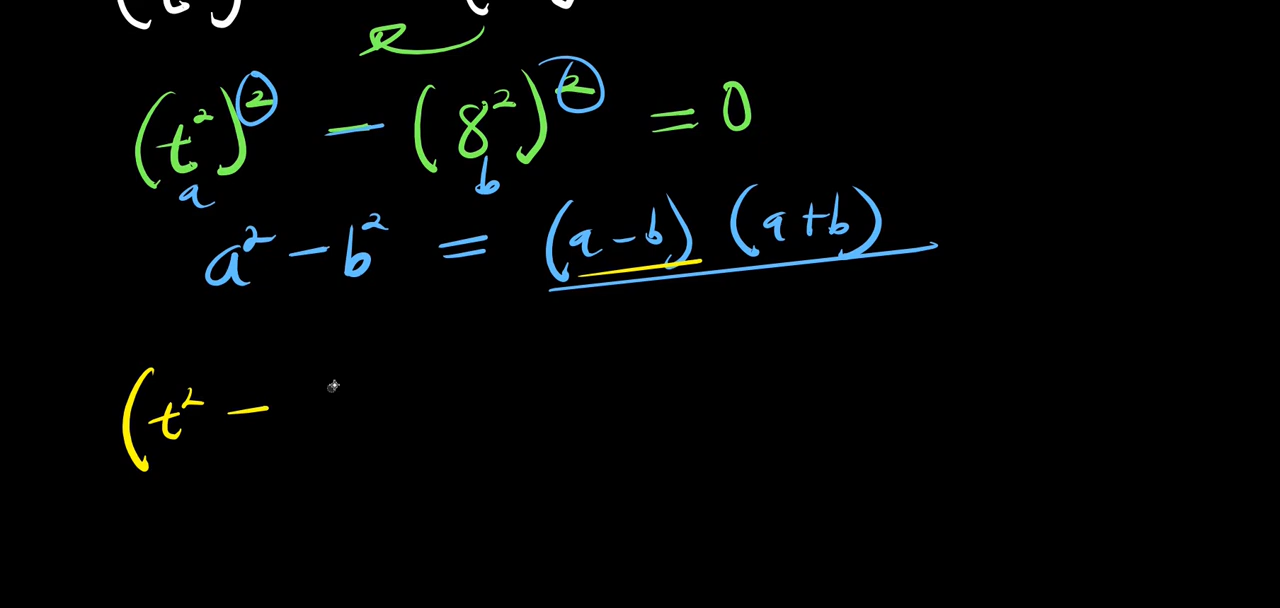 (t²)² - (8²)² = 0
a b
a² - b² = (a - b) (a + b)
(t² -